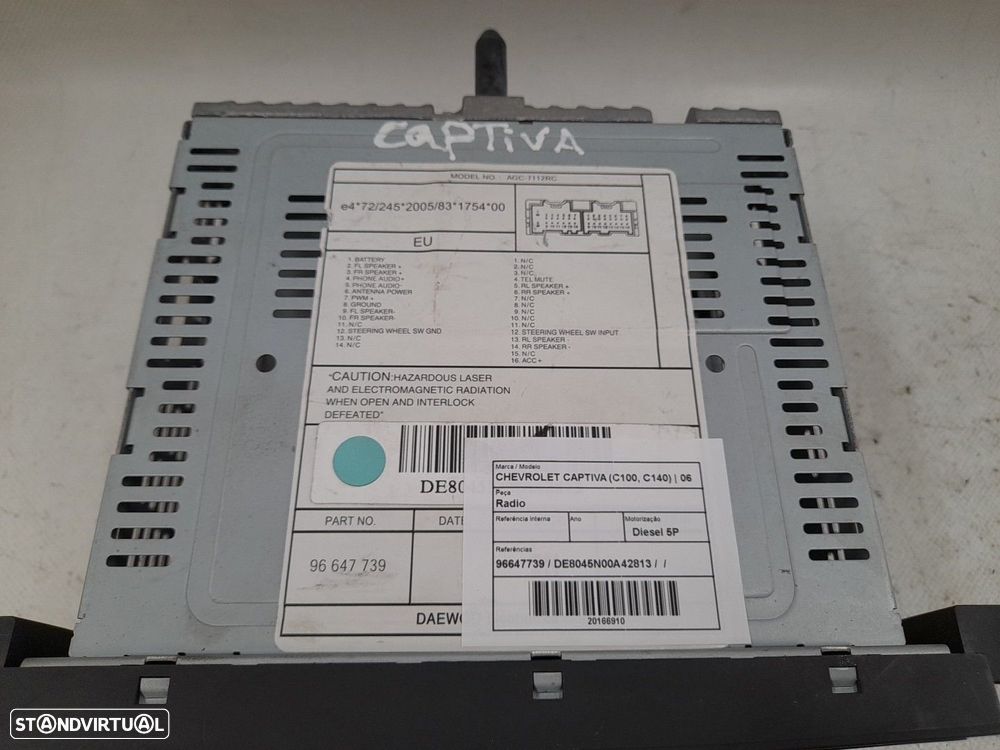 CAPTIVA
MODEL NO. : AGC-7112RC
e4*72/245*2005/83*1754*00
EU
1. BATTERY
2. FL SPEAKER +
3. FR SPEAKER +
4. PHONE AUDIO+
5. PHONE AUDIO-
6. ANTENNA POWER
7. PWM +
8. GROUND
9. FL SPEAKER-
10. FR SPEAKER-
11. N/C
12. STEERING WHEEL SW GND
13. N/C
14. N/C
1. N/C
2. N/C
3. N/C
4. TEL MUTE
5. RL SPEAKER +
6. RR SPEAKER +
7. N/C
8. N/C
9. N/C
10. N/C
11. N/C
12. STEERING WHEEL SW INPUT
13. RL SPEAKER -
14. RR SPEAKER -
15. N/C
16. ACC +
"CAUTION: HAZARDOUS LASER
AND ELECTROMAGNETIC RADIATION
WHEN OPEN AND INTERLOCK
DEFEATED"
DE80
PART NO.
DATE
96 647 739
DAEWO
Marca / Modelo
CHEVROLET CAPTIVA (C100, C140) | 06
Peça
Radio
Referência interna
Ano
Motorização
Diesel 5P
Referências
96647739 / DE8045N00A42813 / /
20166910
STANDVIRTUAL